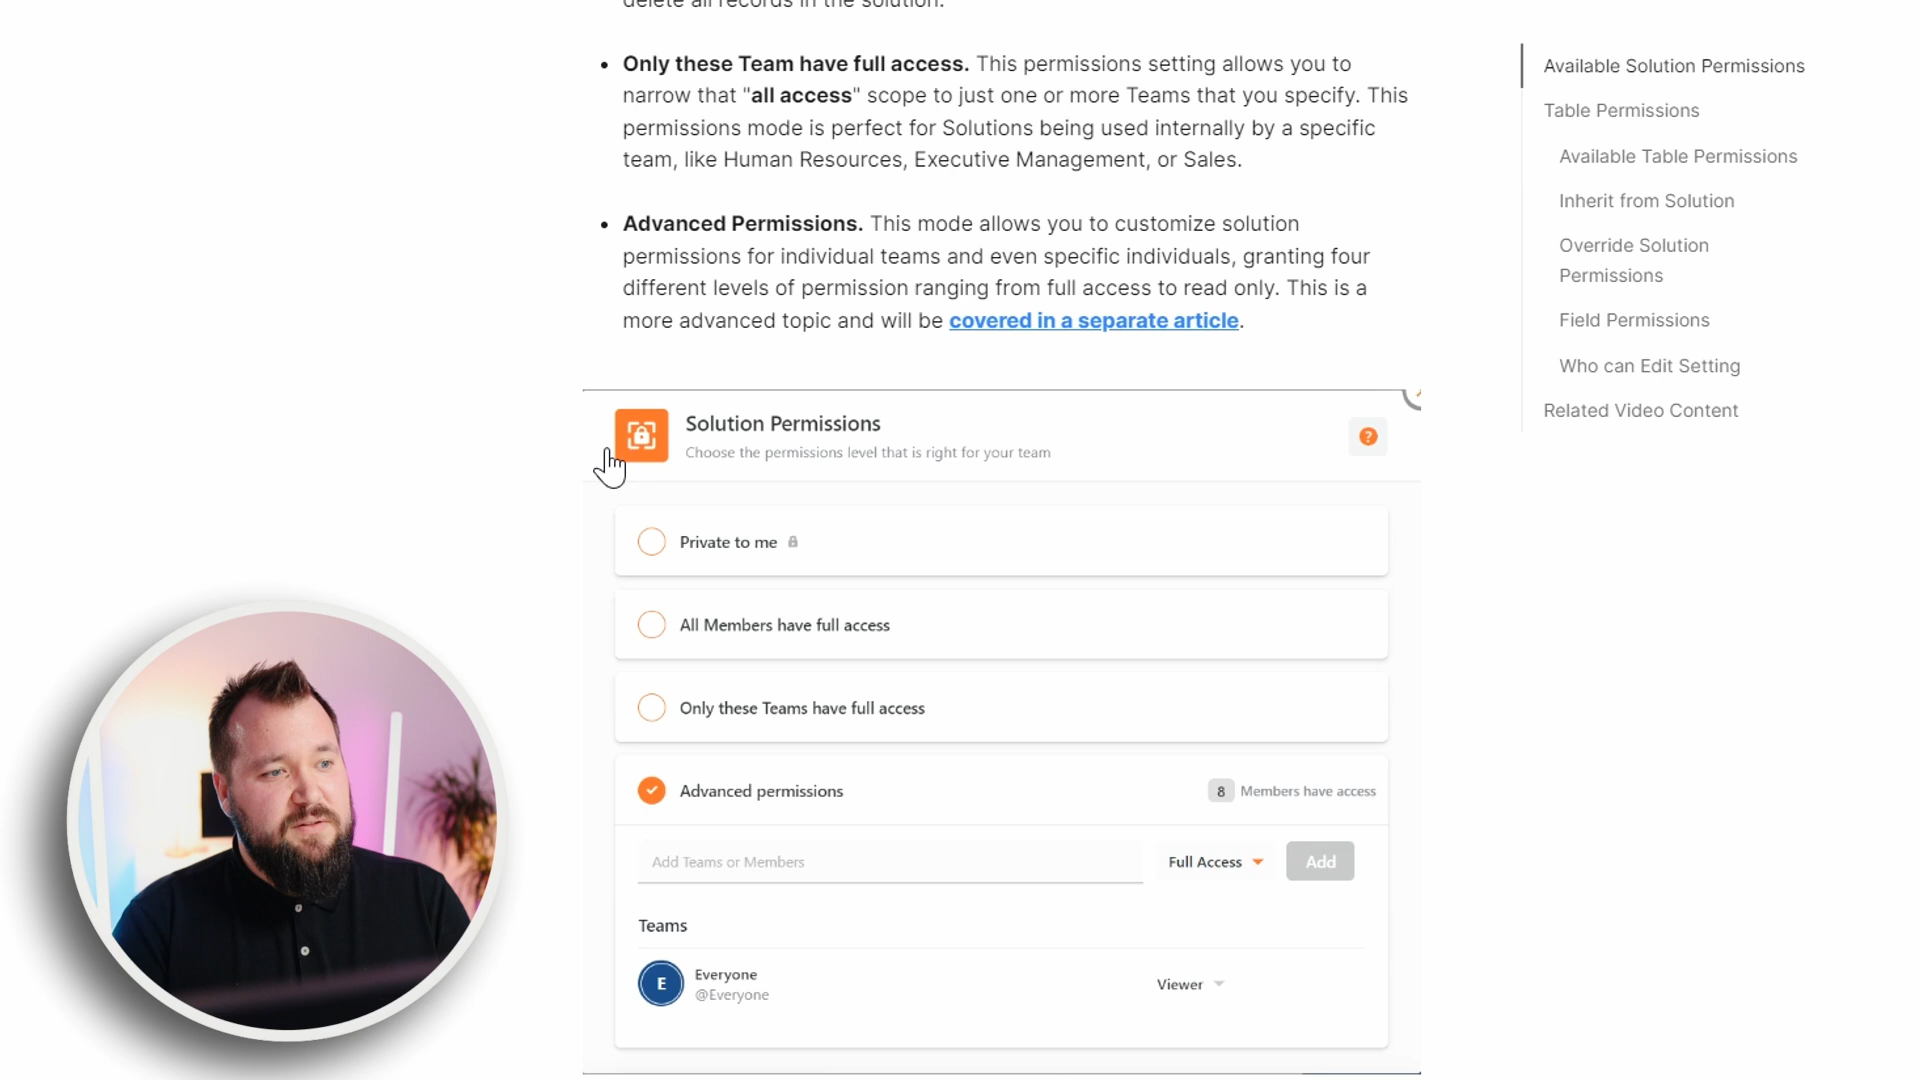 delete all records in the solution.
Only these Team have full access. This permissions setting allows you to
narrow that "all access" scope to just one or more Teams that you specify. This
permissions mode is perfect for Solutions being used internally by a specific
team, like Human Resources, Executive Management, or Sales.
Advanced Permissions. This mode allows you to customize solution
permissions for individual teams and even specific individuals, granting four
different levels of permission ranging from full access to read only. This is a
more advanced topic and will be covered in a separate article.
Solution Permissions
Choose the permissions level that is right for your team
?
Private to me
All Members have full access
Only these Teams have full access
Advanced permissions
8 Members have access
Add Teams or Members
Full Access
Add
Teams
E
Everyone
@Everyone
Viewer
Available Solution Permissions
Table Permissions
Available Table Permissions
Inherit from Solution
Override Solution
Permissions
Field Permissions
Who can Edit Setting
Related Video Content